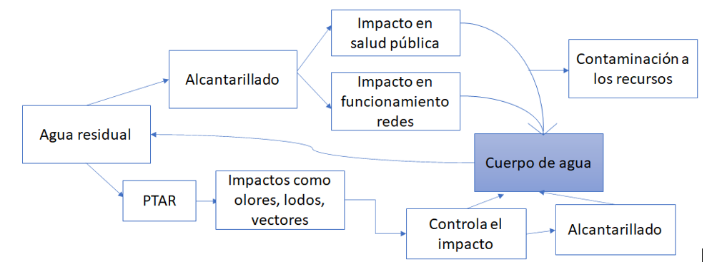 Impacto en
salud pública
Contaminación a
los recursos
Alcantarillado
Impacto en
funcionamiento
redes
Agua residual
Cuerpo de agua
PTAR
Impactos como
olores, lodos,
vectores
Controla el
impacto
Alcantarillado